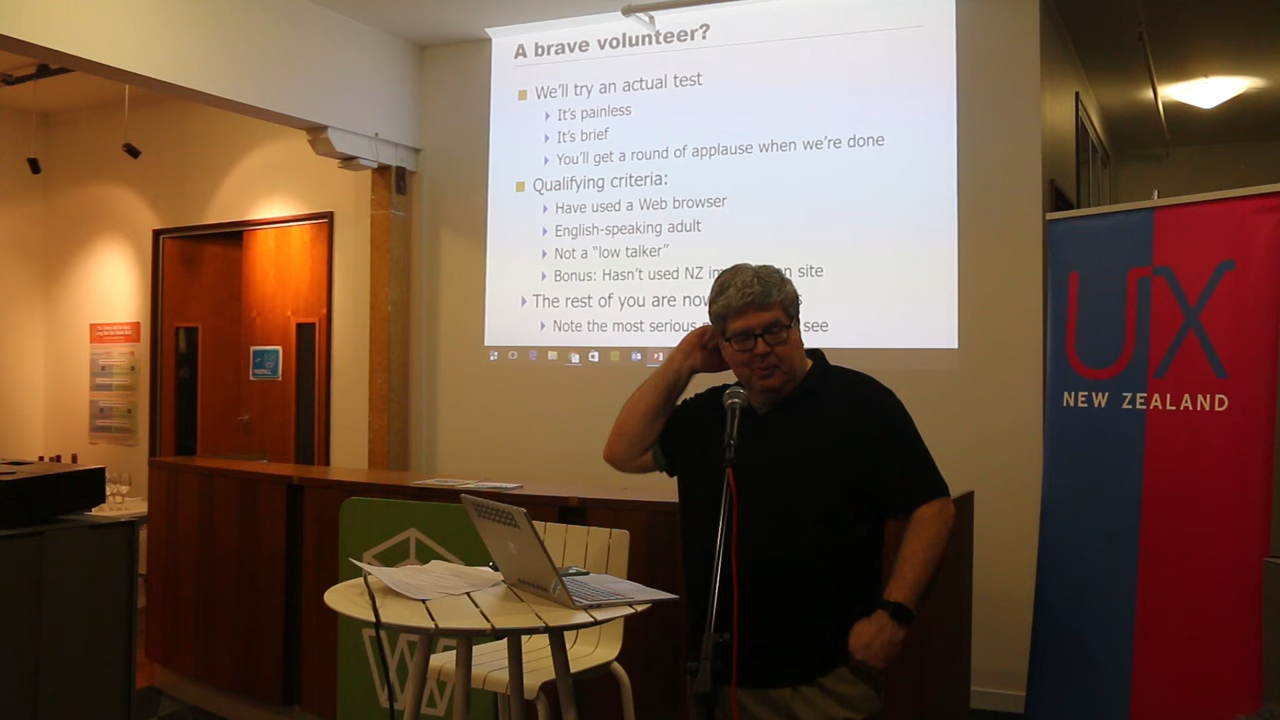 A brave volunteer?
We'll try an actual test
It's painless
It's brief
You'll get a round of applause when we're done
Qualifying criteria:
Have used a Web browser
English-speaking adult
Not a "low talker"
Bonus: Hasn't used NZ site
The rest of you are now
Note the most serious see
UX
NEW ZEALAND